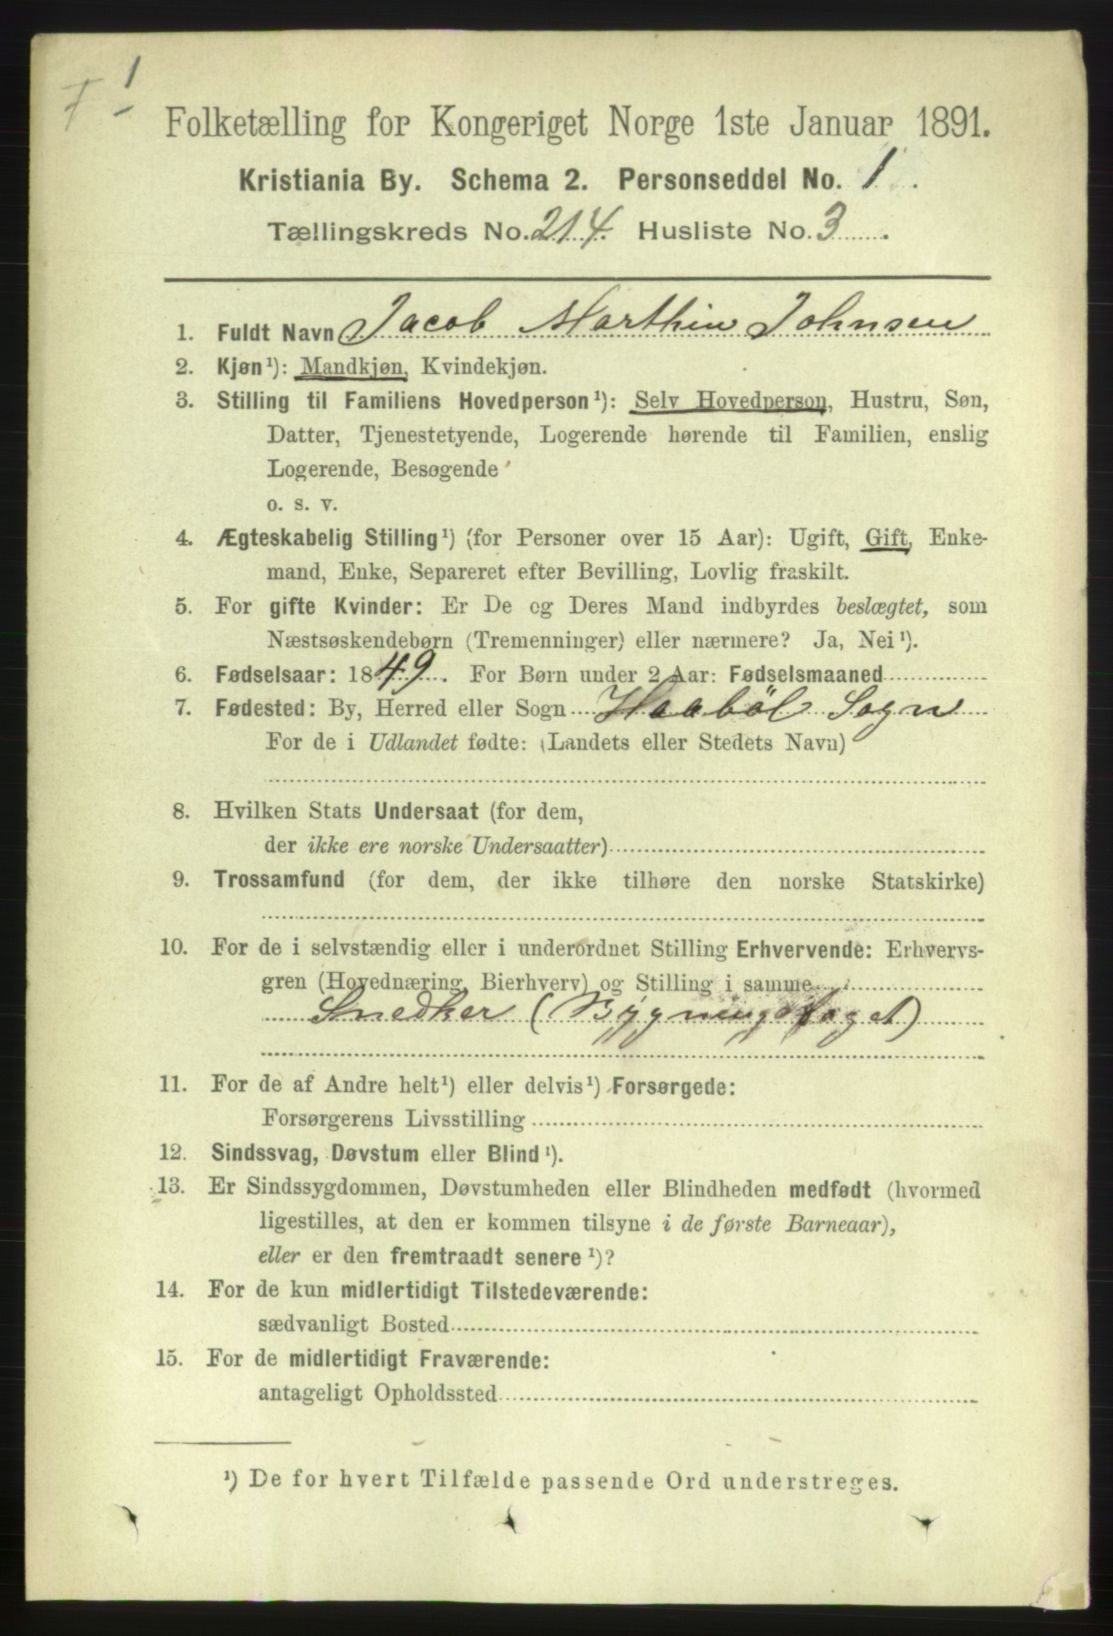 F 1
Folketælling for Kongeriget Norge 1ste Januar 1891.
Kristiania By. Schema 2. Personseddel No. 1.
Tællingskreds No. 214. Husliste No. 3.
1. Fuldt Navn Jacob Marthin Johnsen
2. Kjøn¹): Mandkjøn, Kvindekjøn.
3. Stilling til Familiens Hovedperson¹): Selv Hovedperson, Hustru, Søn,
Datter, Tjenestetyende, Logerende hørende til Familien, enslig
Logerende, Besøgende
o. s. v.
4. Ægteskabelig Stilling¹) (for Personer over 15 Aar): Ugift, Gift, Enke-
mand, Enke, Separeret efter Bevilling, Lovlig fraskilt.
5. For gifte Kvinder: Er De og Deres Mand indbyrdes beslægtet, som
Næstsøskendebørn (Tremenninger) eller nærmere? Ja, Nei¹).
6. Fødselsaar: 1849. For Børn under 2 Aar: Fødselsmaaned
7. Fødested: By, Herred eller Sogn Haaböl Sogn
For de i Udlandet fødte: (Landets eller Stedets Navn)
8. Hvilken Stats Undersaat (for dem,
der ikke ere norske Undersaatter)
9. Trossamfund (for dem, der ikke tilhøre den norske Statskirke)
10. For de i selvstændig eller i underordnet Stilling Erhvervende: Erhvervs-
gren (Hovednæring, Bierhverv) og Stilling i samme
Snedker (Bygningsfaget)
11. For de af Andre helt¹) eller delvis¹) Forsørgede:
Forsørgerens Livsstilling
12. Sindssvag, Døvstum eller Blind¹).
13. Er Sindssygdommen, Døvstumheden eller Blindheden medfødt (hvormed
ligestilles, at den er kommen tilsyne i de første Barneaar),
eller er den fremtraadt senere¹)?
14. For de kun midlertidigt Tilstedeværende:
sædvanligt Bosted
15. For de midlertidigt Fraværende:
antageligt Opholdssted
¹) De for hvert Tilfælde passende Ord understreges.